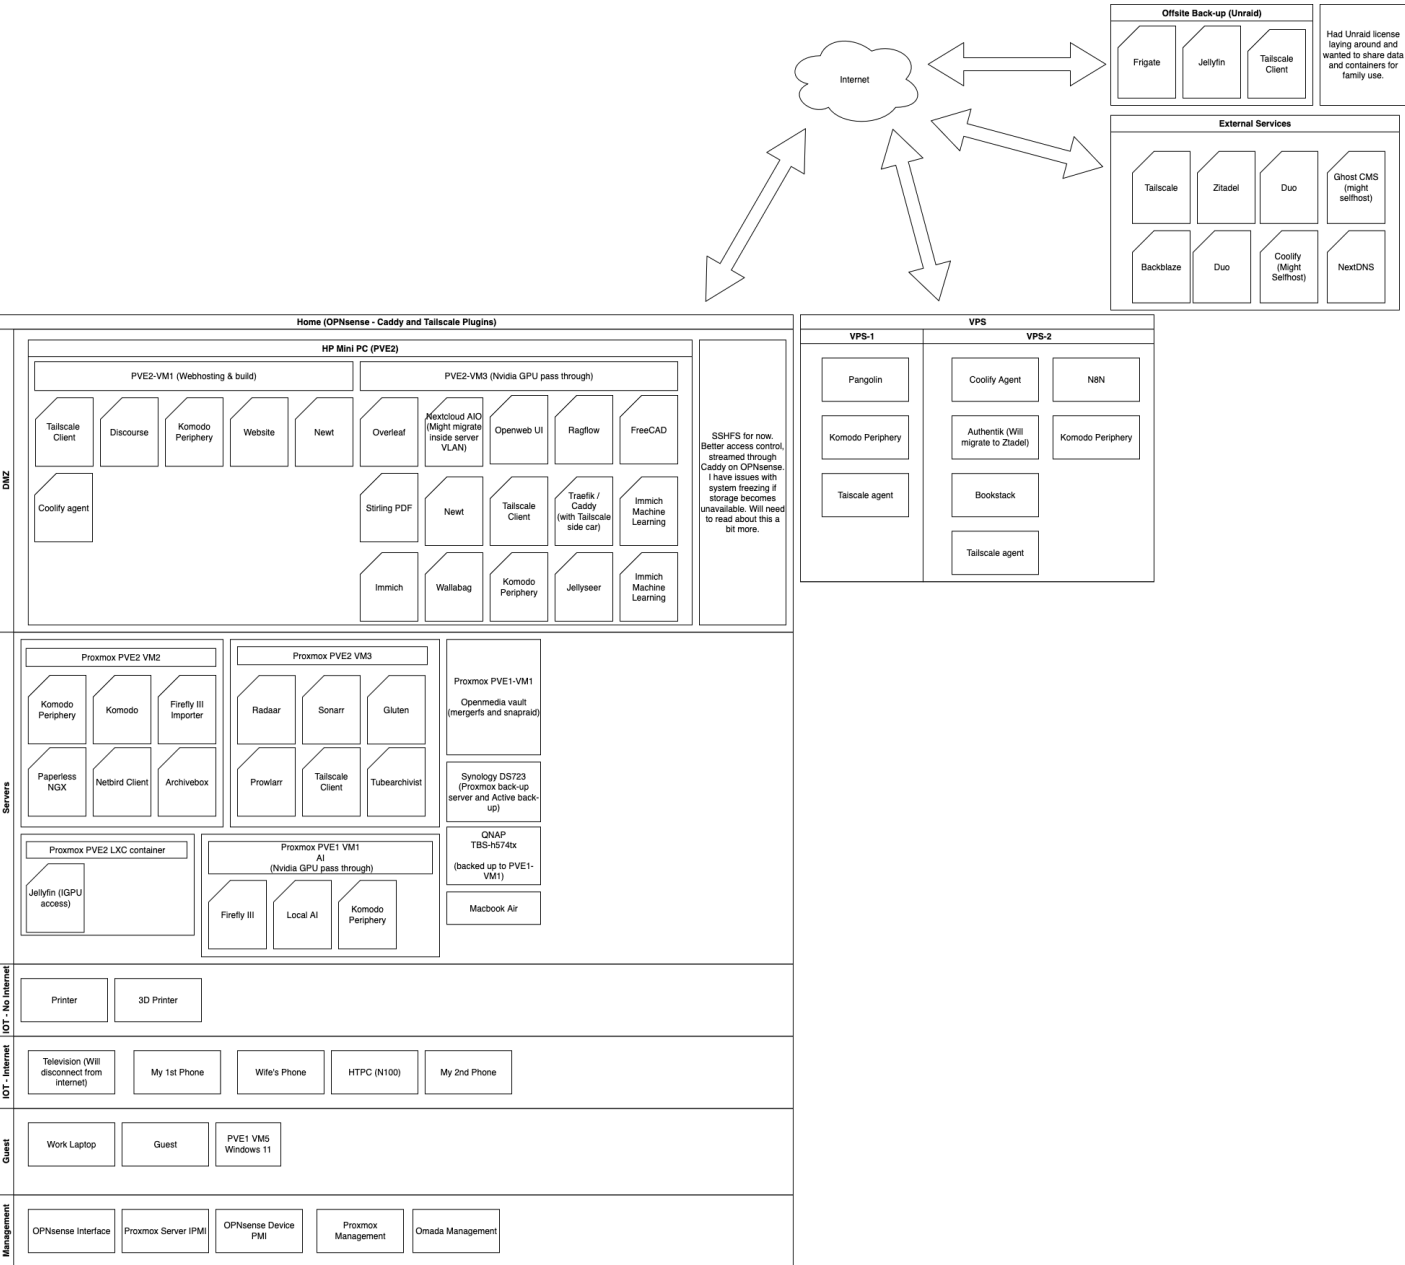 Offsite Back-up (Unraid)
Frigate
Jellyfin
Tailscale
Client
Had Unraid license
laying around and
wanted to share data
and containers for
family use.
Internet
External Services
Tailscale
Zitadel
Duo
Ghost CMS
(might
selfhost)
Backblaze
Duo
Coolify
(Might
Selfhost)
NextDNS
Home (OPNsense - Caddy and Tailscale Plugins)
DMZ
HP Mini PC (PVE2)
PVE2-VM1 (Webhosting & build)
Tailscale
Client
Discourse
Komodo
Periphery
Website
Newt
Coolify agent
PVE2-VM3 (Nvidia GPU pass through)
Overleaf
Nextcloud AIO
(Might migrate
inside server
VLAN)
Openweb UI
Ragflow
FreeCAD
Stirling PDF
Newt
Tailscale
Client
Traefik /
Caddy
(with Tailscale
side car)
Immich
Machine
Learning
Immich
Wallabag
Komodo
Periphery
Jellyseer
Immich
Machine
Learning
SSHFS for now.
Better access control,
streamed through
Caddy on OPNsense.
I have issues with
system freezing if
storage becomes
unavailable. Will need
to read about this a
bit more.
VPS
VPS-1
Pangolin
Komodo Periphery
Taiscale agent
VPS-2
Coolify Agent
N8N
Authentik (Will
migrate to Ztadel)
Komodo Periphery
Bookstack
Tailscale agent
Servers
Proxmox PVE2 VM2
Komodo
Periphery
Komodo
Firefly III
Importer
Paperless
NGX
Netbird Client
Archivebox
Proxmox PVE2 VM3
Radaar
Sonarr
Gluten
Prowlarr
Tailscale
Client
Tubearchivist
Proxmox PVE1-VM1
Openmedia vault
(mergerfs and snapraid)
Synology DS723
(Proxmox back-up
server and Active back-
up)
QNAP
TBS-h574tx
(backed up to PVE1-
VM1)
Macbook Air
Proxmox PVE2 LXC container
Jellyfin (IGPU
access)
Proxmox PVE1 VM1
AI
(Nvidia GPU pass through)
Firefly III
Local AI
Komodo
Periphery
IOT - No Internet
Printer
3D Printer
IOT - Internet
Television (Will
disconnect from
internet)
My 1st Phone
Wife's Phone
HTPC (N100)
My 2nd Phone
Guest
Work Laptop
Guest
PVE1 VM5
Windows 11
Management
OPNsense Interface
Proxmox Server IPMI
OPNsense Device
PMI
Proxmox
Management
Omada Management